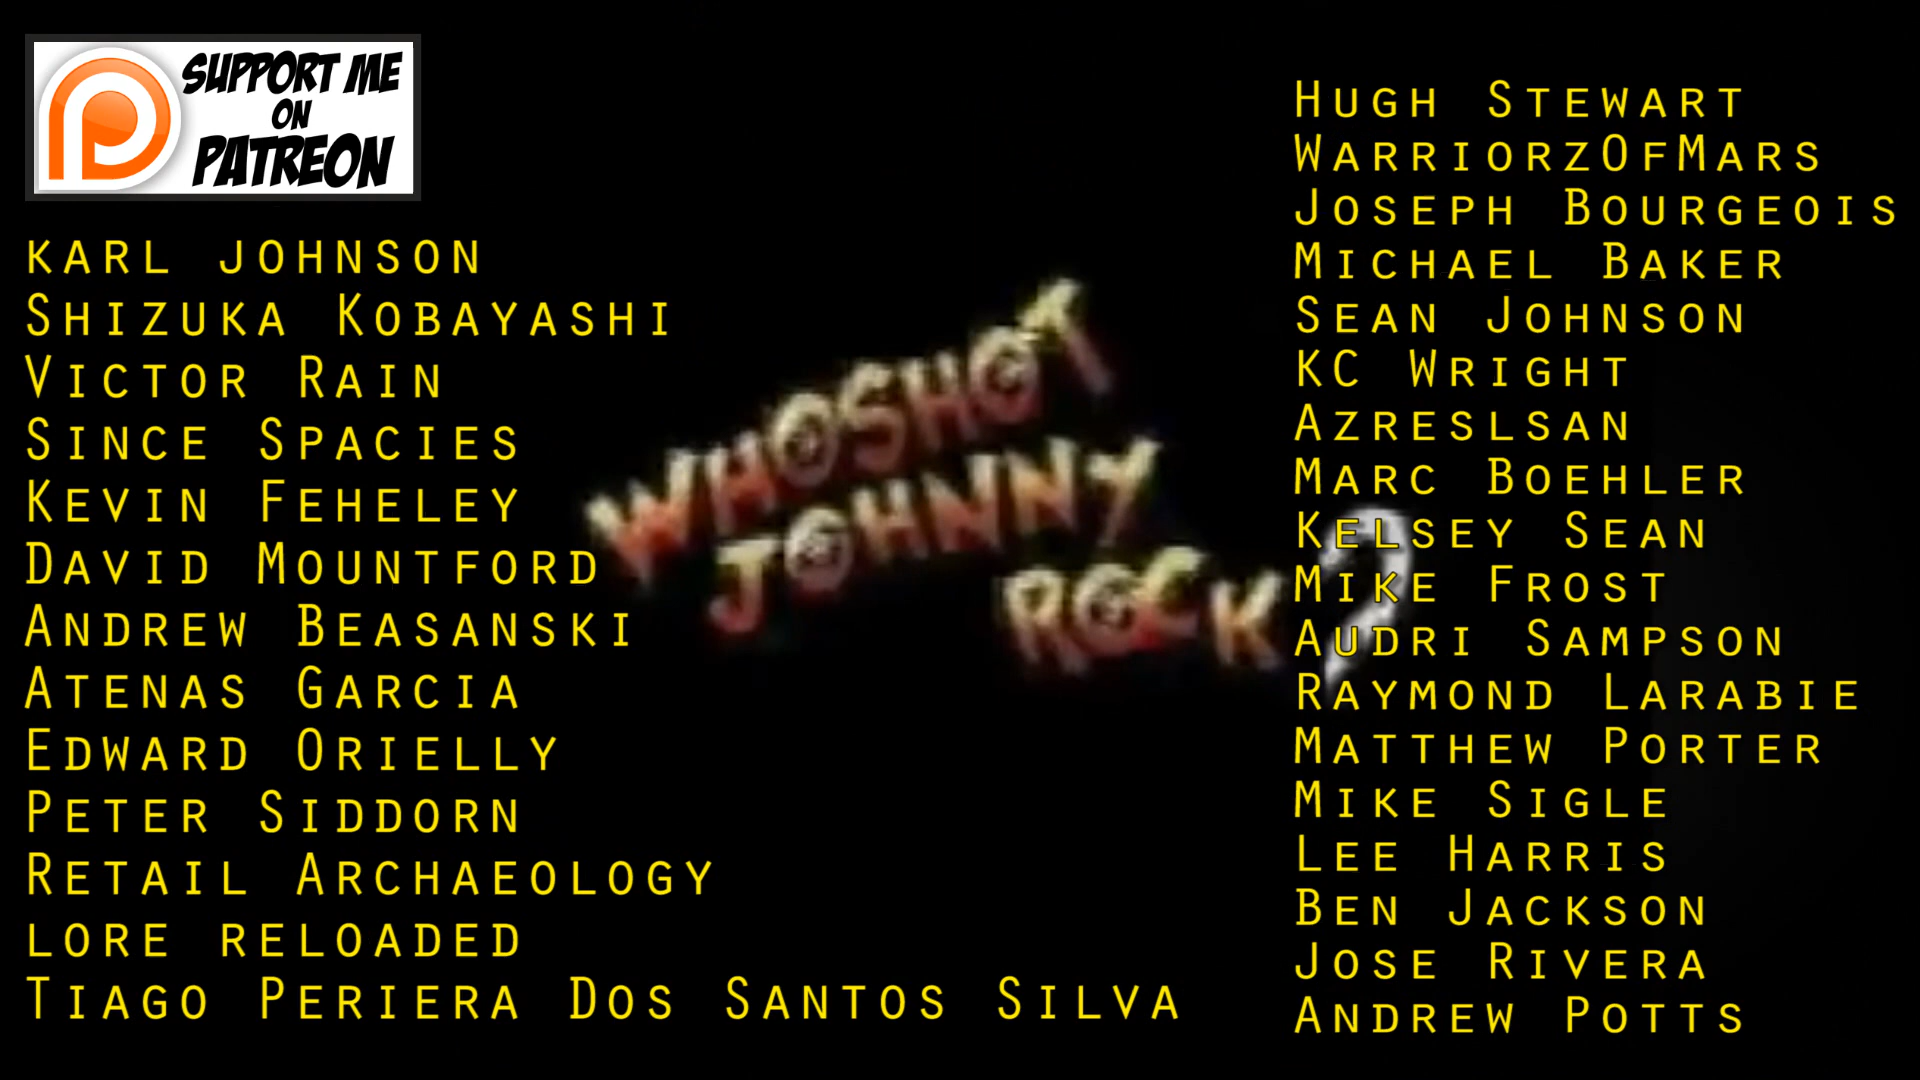 SUPPORT ME
ON
PATREON
KARL JOHNSON
SHIZUKA KOBAYASHI
VICTOR RAIN
SINCE SPACIES
KEVIN FEHELEY
DAVID MOUNTFORD
ANDREW BEASANSKI
ATENAS GARCIA
EDWARD ORIELLY
PETER SIDDORN
RETAIL ARCHAEOLOGY
LORE RELOADED
TIAGO PERIERA DOS SANTOS SILVA
WHO SHOT
JOHNNY
ROCK?
HUGH STEWART
WARRIORZOFMARS
JOSEPH BOURGEOIS
MICHAEL BAKER
SEAN JOHNSON
KC WRIGHT
AZRESLSAN
MARC BOEHLER
KELSEY SEAN
MIKE FROST
AUDRI SAMPSON
RAYMOND LARABIE
MATTHEW PORTER
MIKE SIGLE
LEE HARRIS
BEN JACKSON
JOSE RIVERA
ANDREW POTTS